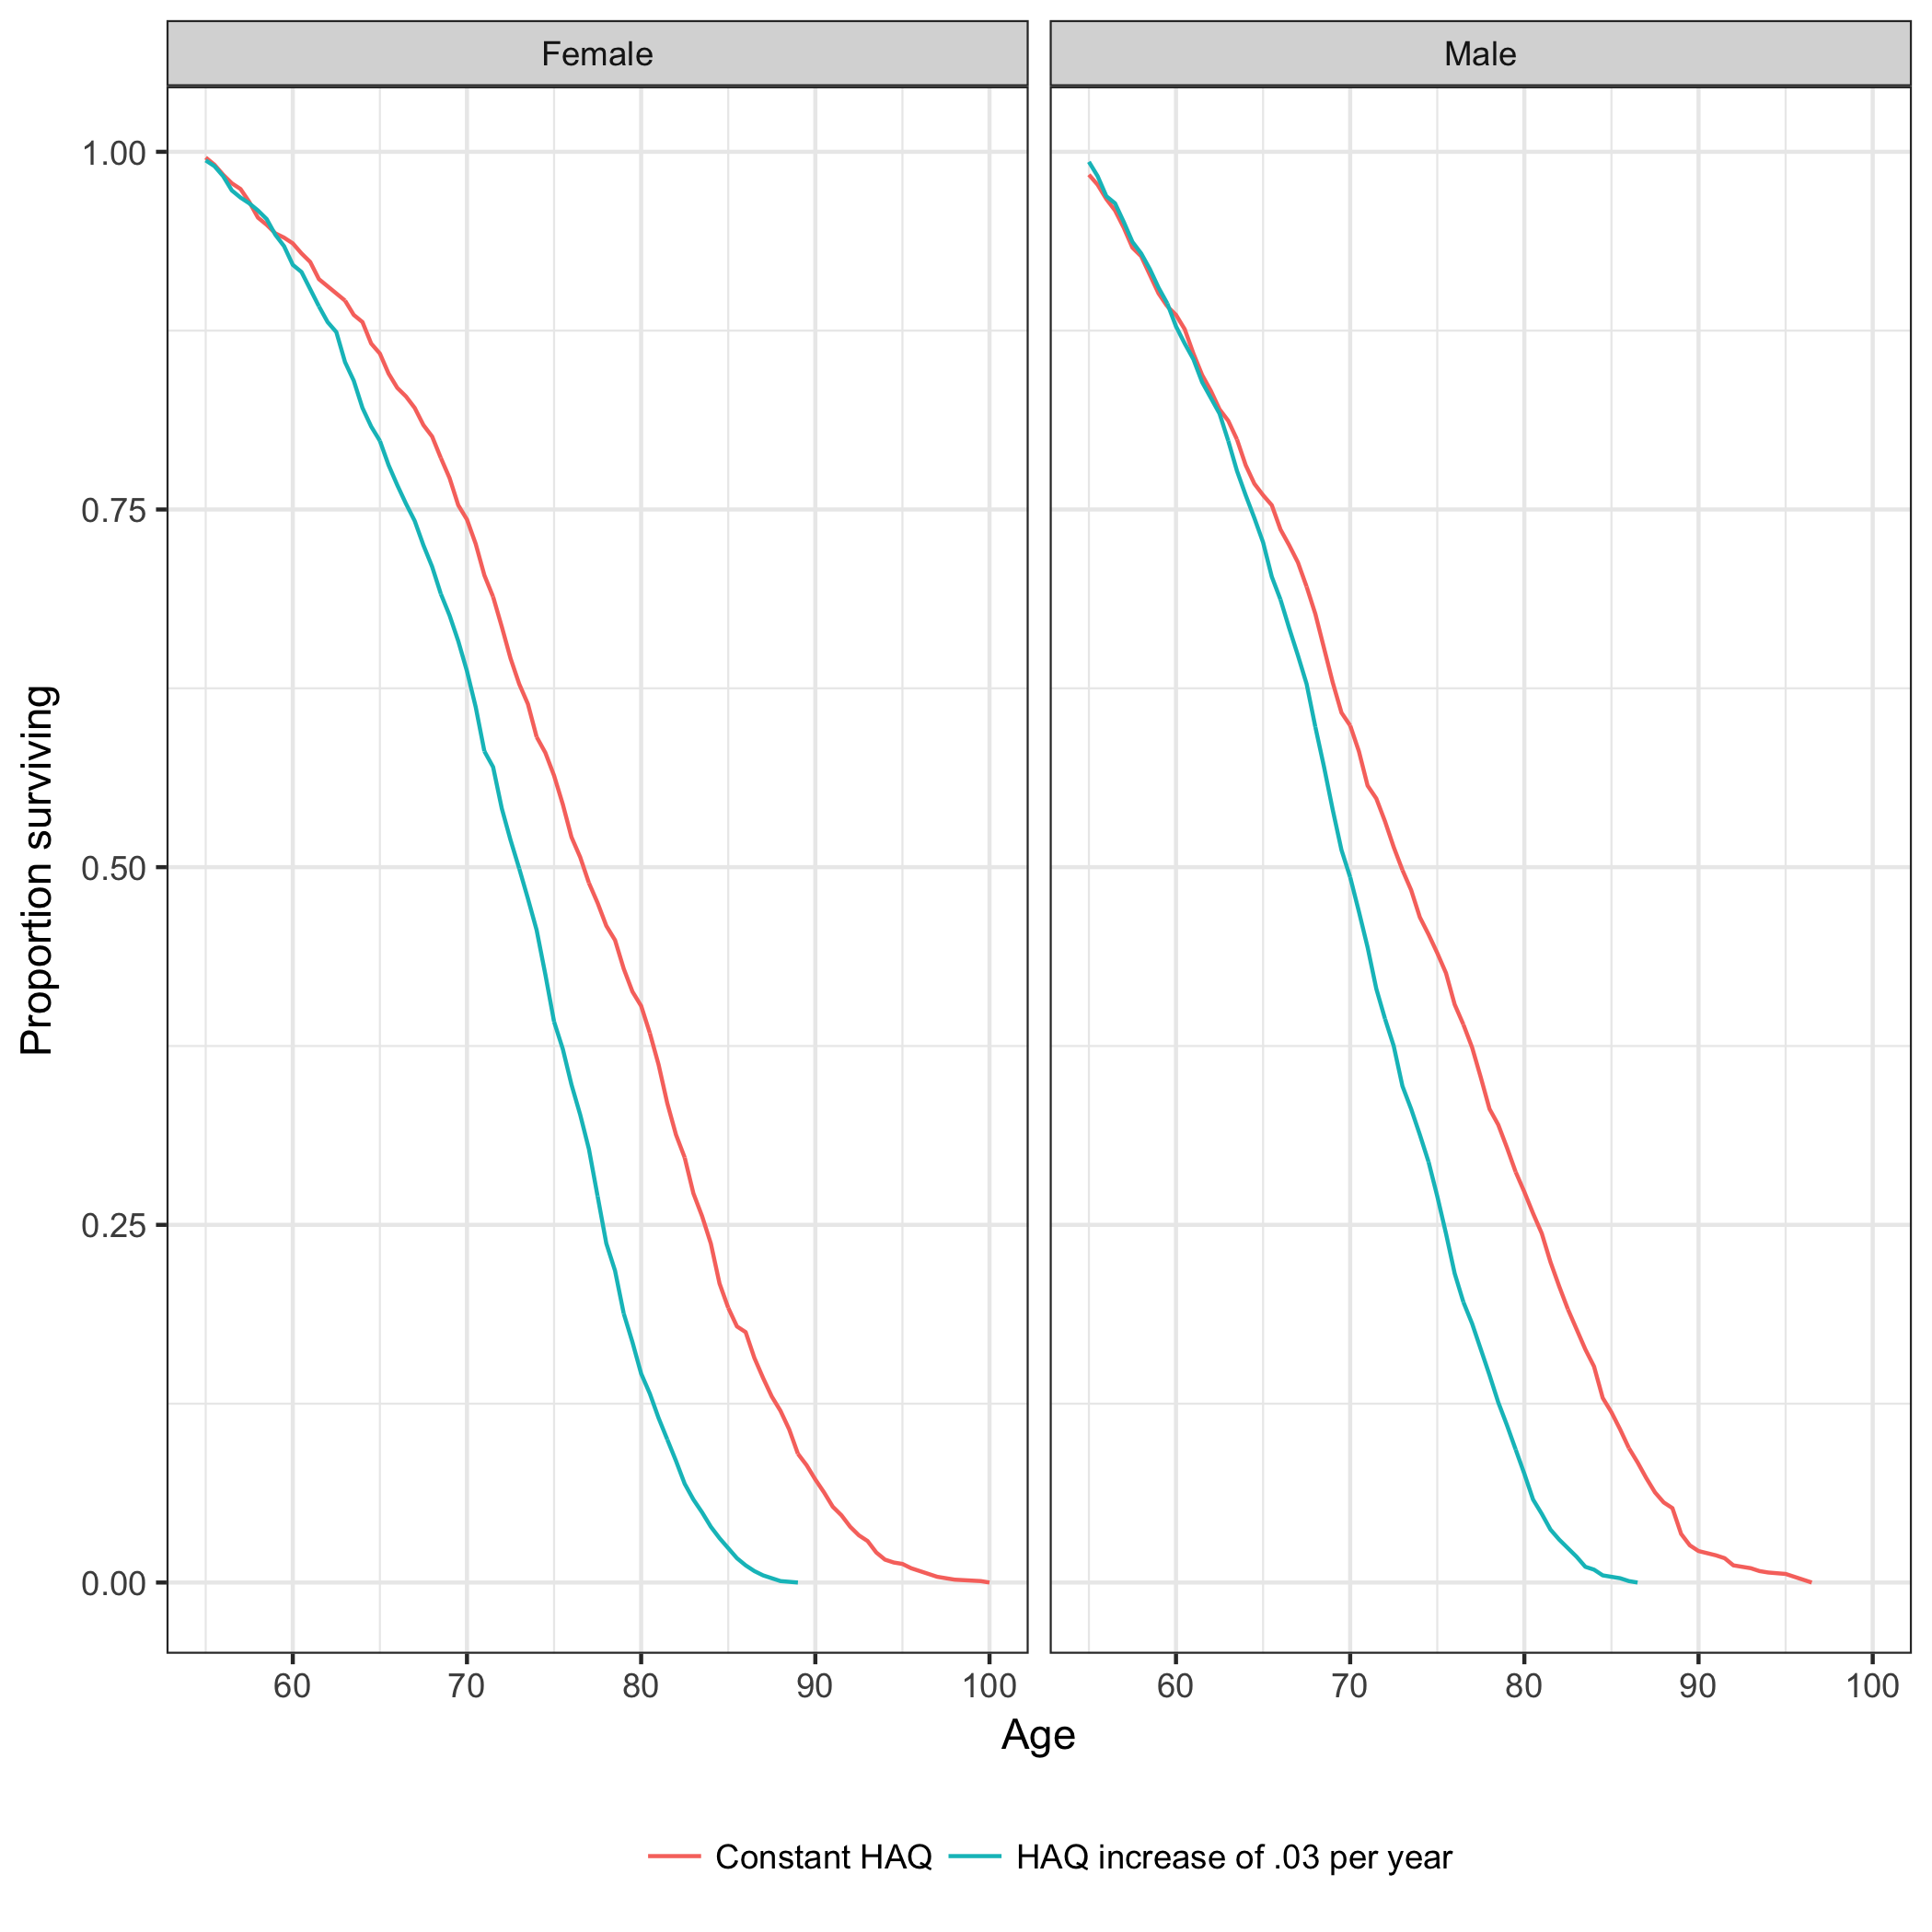 Female
Male
1.00
0.75
0.50
0.25
0.00
Proportion surviving
60 70 80 90 100
60 70 80 90 100
Age
Constant HAQ
HAQ increase of .03 per year